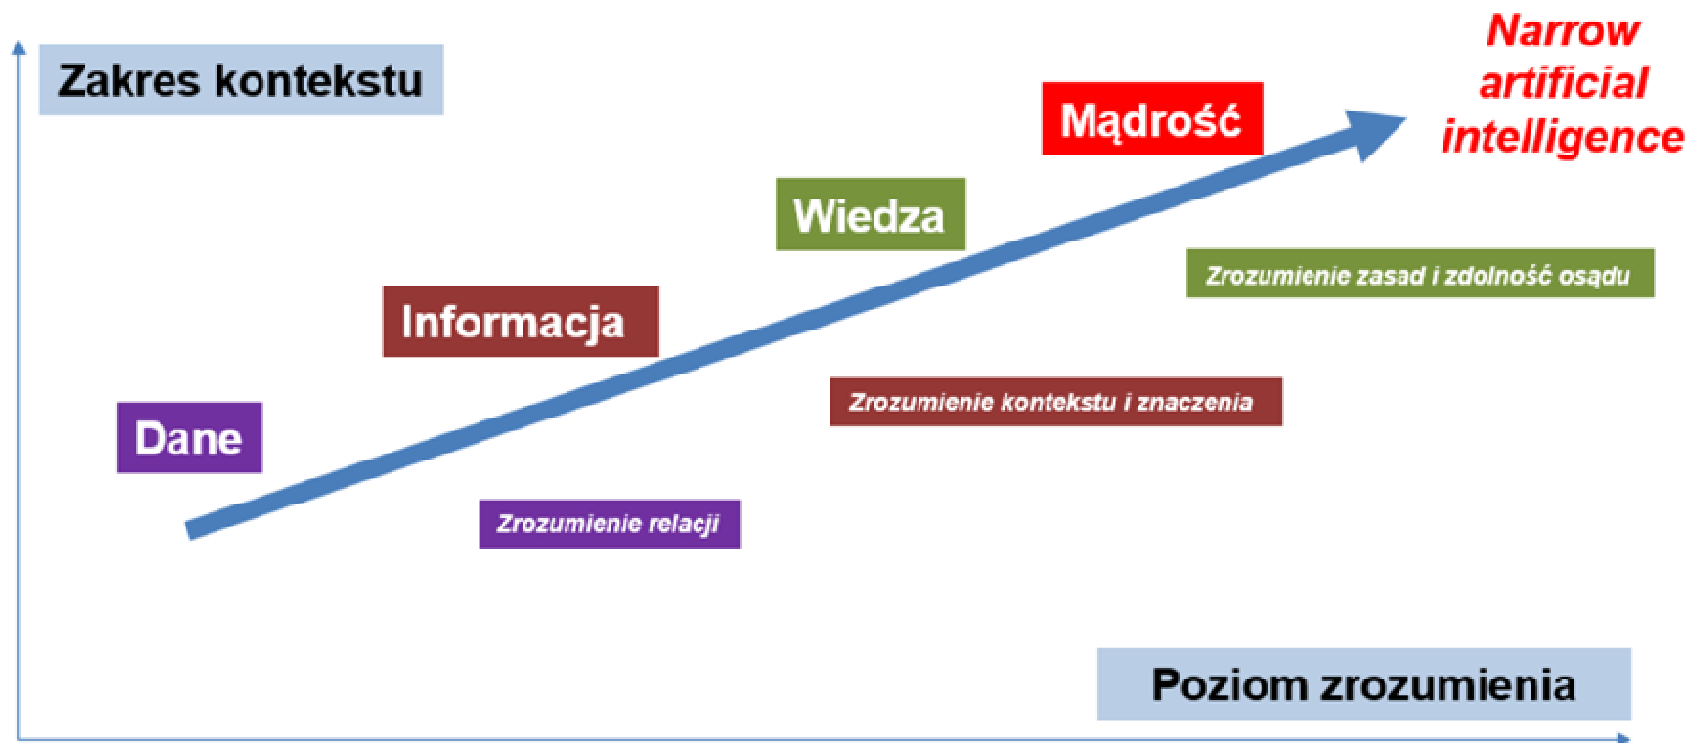 Zakres kontekstu
Narrow
artificial
intelligence
Mądrość
Wiedza
Zrozumienie zasad i zdolność osądu
Informacja
Zrozumienie kontekstu i znaczenia
Dane
Zrozumienie relacji
Poziom zrozumienia